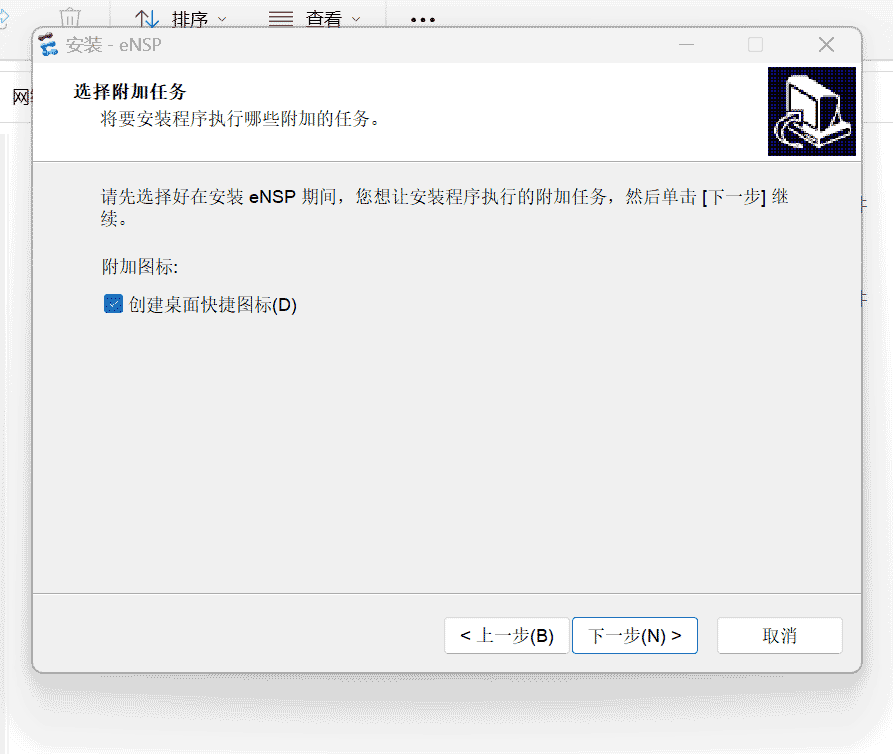 排序
查看
安装 - eNSP
网
选择附加任务
将要安装程序执行哪些附加的任务。
请先选择好在安装 eNSP 期间，您想让安装程序执行的附加任务，然后单击 [下一步] 继
续。
附加图标:
创建桌面快捷图标(D)
< 上一步(B)
下一步(N) >
取消